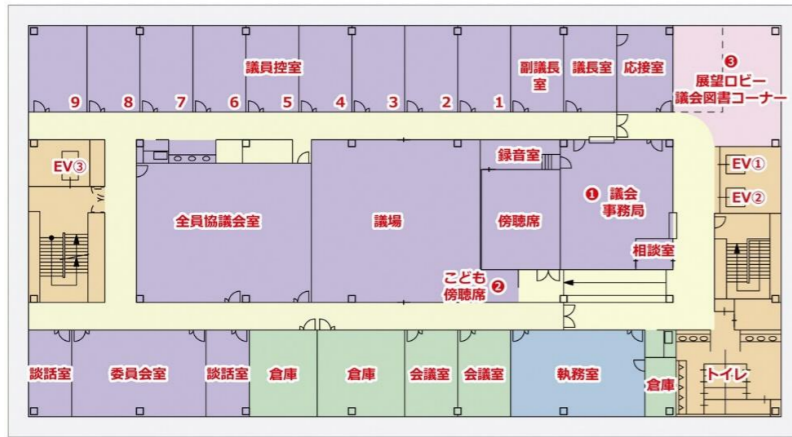 議員控室
副議長
室
議長室
応接室
❸
展望ロビー
議会図書コーナー
9
8
7
6
5
4
3
2
1
EV③
録音室
EV①
EV②
全員協議会室
議場
傍聴席
❶ 議会
事務局
相談室
こども
傍聴席 ❷
談話室
委員会室
談話室
倉庫
倉庫
会議室
会議室
執務室
倉庫
トイレ